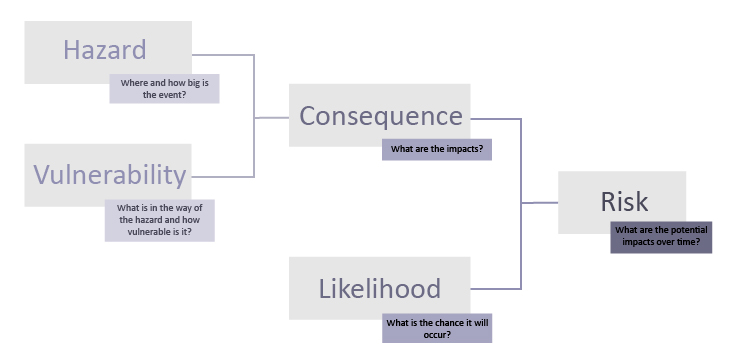 Hazard
Where and how big is
the event?
Vulnerability
What is in the way of
the hazard and how
vulnerable is it?
Consequence
What are the impacts?
Likelihood
What is the chance it will
occur?
Risk
What are the potential
impacts over time?